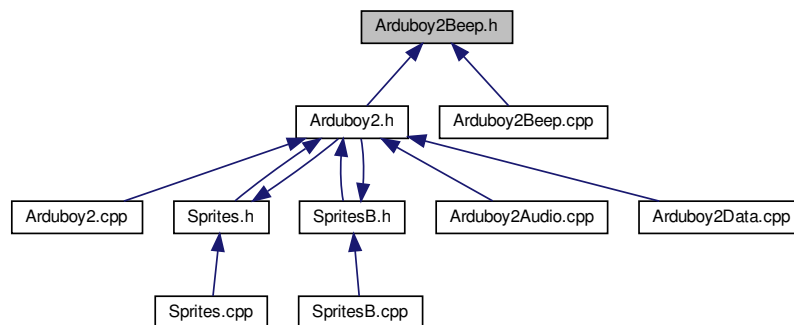 Arduboy2Beep.h
Arduboy2.h
Arduboy2Beep.cpp
Arduboy2.cpp
Sprites.h
SpritesB.h
Arduboy2Audio.cpp
Arduboy2Data.cpp
Sprites.cpp
SpritesB.cpp